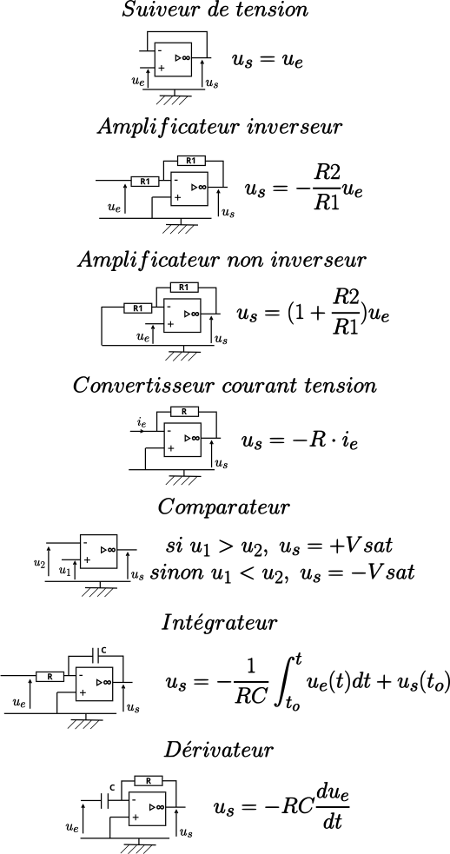 Suiveur de tension
- + ▷∞ u_e u_s u_s = u_e
Amplificateur inverseur
R1 R1 - + ▷∞ u_e u_s u_s = -\frac{R2}{R1}u_e
Amplificateur non inverseur
R1 R1 - + ▷∞ u_e u_s u_s = (1 + \frac{R2}{R1})u_e
Convertisseur courant tension
i_e R - + ▷∞ u_s u_s = -R · i_e
Comparateur
- + ▷∞ u_2 u_1 u_s
si u_1 > u_2, u_s = +Vsat
sinon u_1 < u_2, u_s = -Vsat
Intégrateur
R C - + ▷∞ u_e u_s u_s = -\frac{1}{RC} \int_{t_o}^{t} u_e(t)dt + u_s(t_o)
Dérivateur
C R - + ▷∞ u_e u_s u_s = -RC\frac{du_e}{dt}